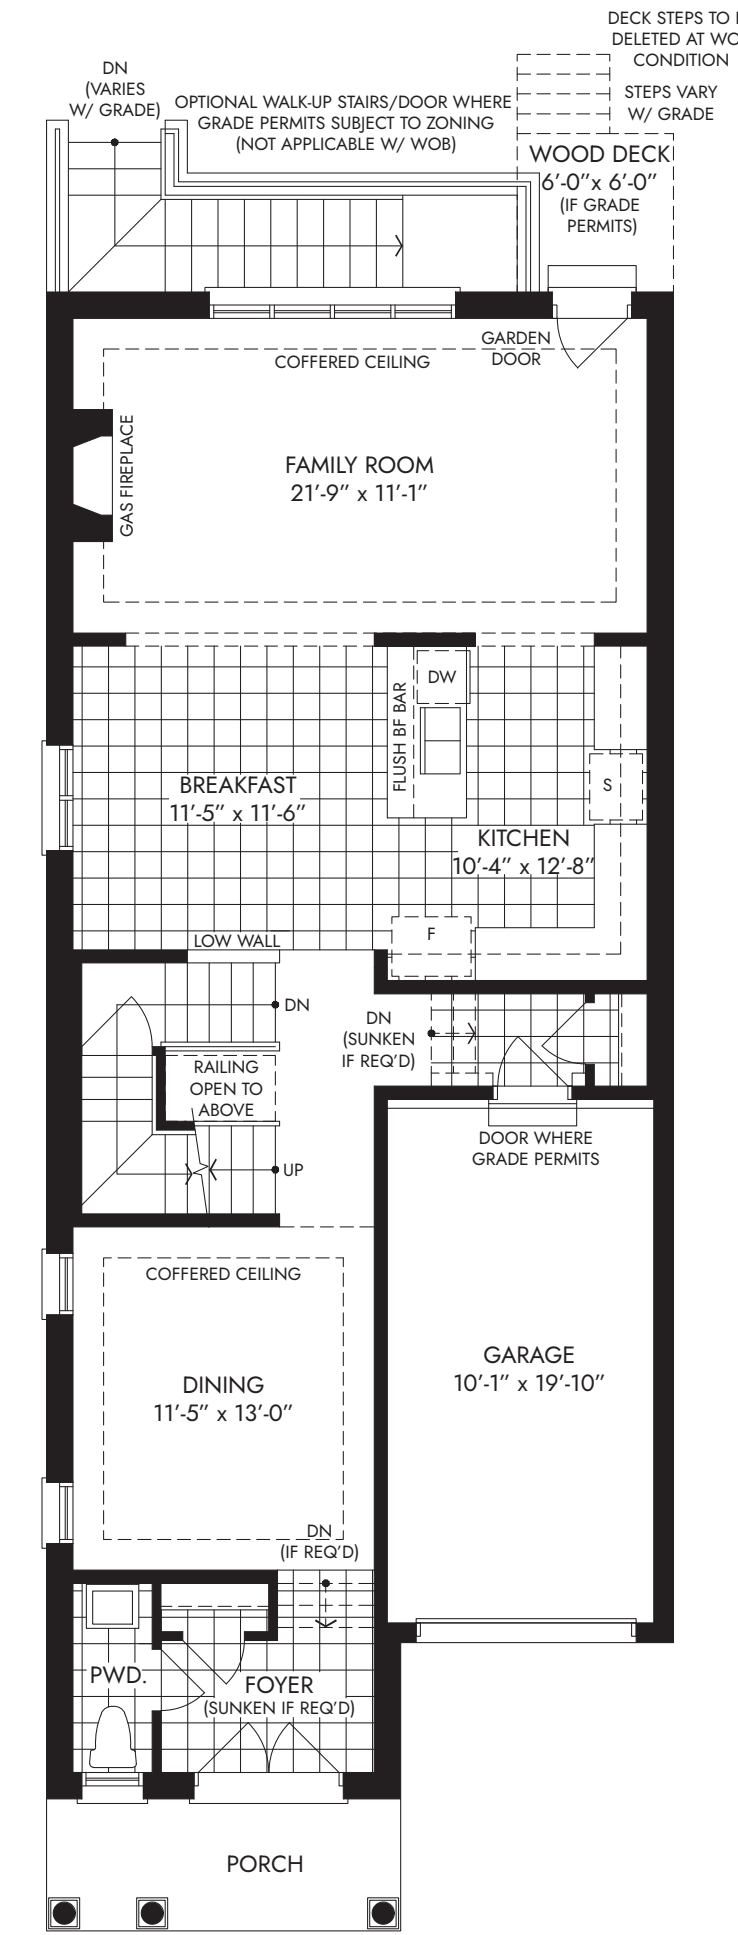 DECK STEPS TO
DELETED AT WO
CONDITION
STEPS VARY
W/ GRADE
DN
(VARIES
W/ GRADE)
OPTIONAL WALK-UP STAIRS/DOOR WHERE
GRADE PERMITS SUBJECT TO ZONING
(NOT APPLICABLE W/ WOB)
WOOD DECK
6’-0”x 6’-0”
(IF GRADE
PERMITS)
GARDEN
DOOR
COFFERED CEILING
GAS FIREPLACE
FAMILY ROOM
21’-9” x 11’-1”
DW
FLUSH BF BAR
S
BREAKFAST
11’-5” x 11’-6”
KITCHEN
10’-4” x 12’-8”
F
LOW WALL
DN
DN
(SUNKEN
IF REQ’D)
RAILING
OPEN TO
ABOVE
UP
DOOR WHERE
GRADE PERMITS
COFFERED CEILING
DINING
11’-5” x 13’-0”
GARAGE
10’-1” x 19’-10”
DN
(IF REQ’D)
PWD.
FOYER
(SUNKEN IF REQ’D)
PORCH